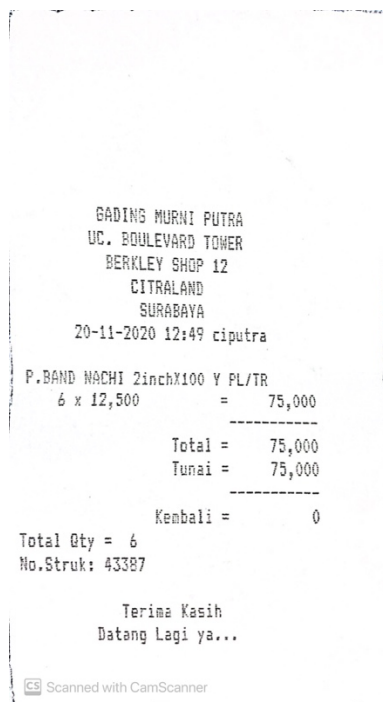 GADING MURNI PUTRA
UC. BOULEVARD TOWER
BERKLEY SHOP 12
CITRALAND
SURABAYA
20-11-2020 12:49 ciputra
P.BAND NACHI 2inchX100 Y PL/TR
6 x 12,500 = 75,000
-----------
Total = 75,000
Tunai = 75,000
-----------
Kembali = 0
Total Qty = 6
No.Struk: 43387
Terima Kasih
Datang Lagi ya...
CS Scanned with CamScanner